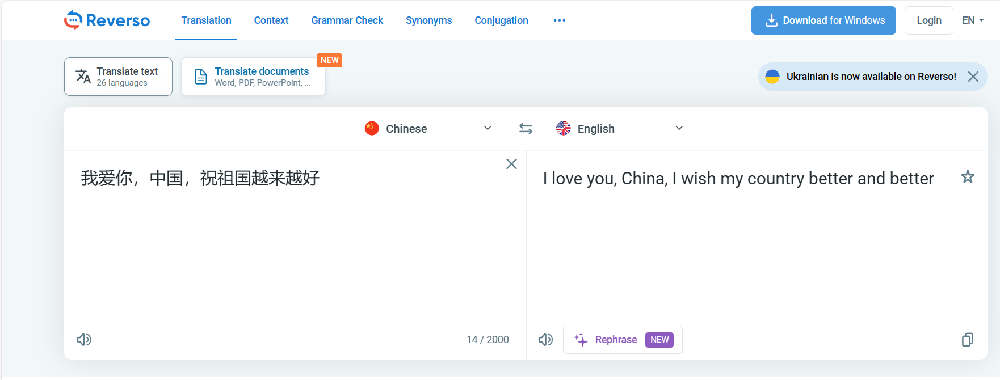 Reverso
Translation Context Grammar Check Synonyms Conjugation •••
Download for Windows Login EN
Translate text
26 languages
NEW
Translate documents
Word, PDF, PowerPoint, ...
Ukrainian is now available on Reverso!
Chinese English
我爱你，中国，祝祖国越来越好
I love you, China, I wish my country better and better
14 / 2000
Rephrase NEW